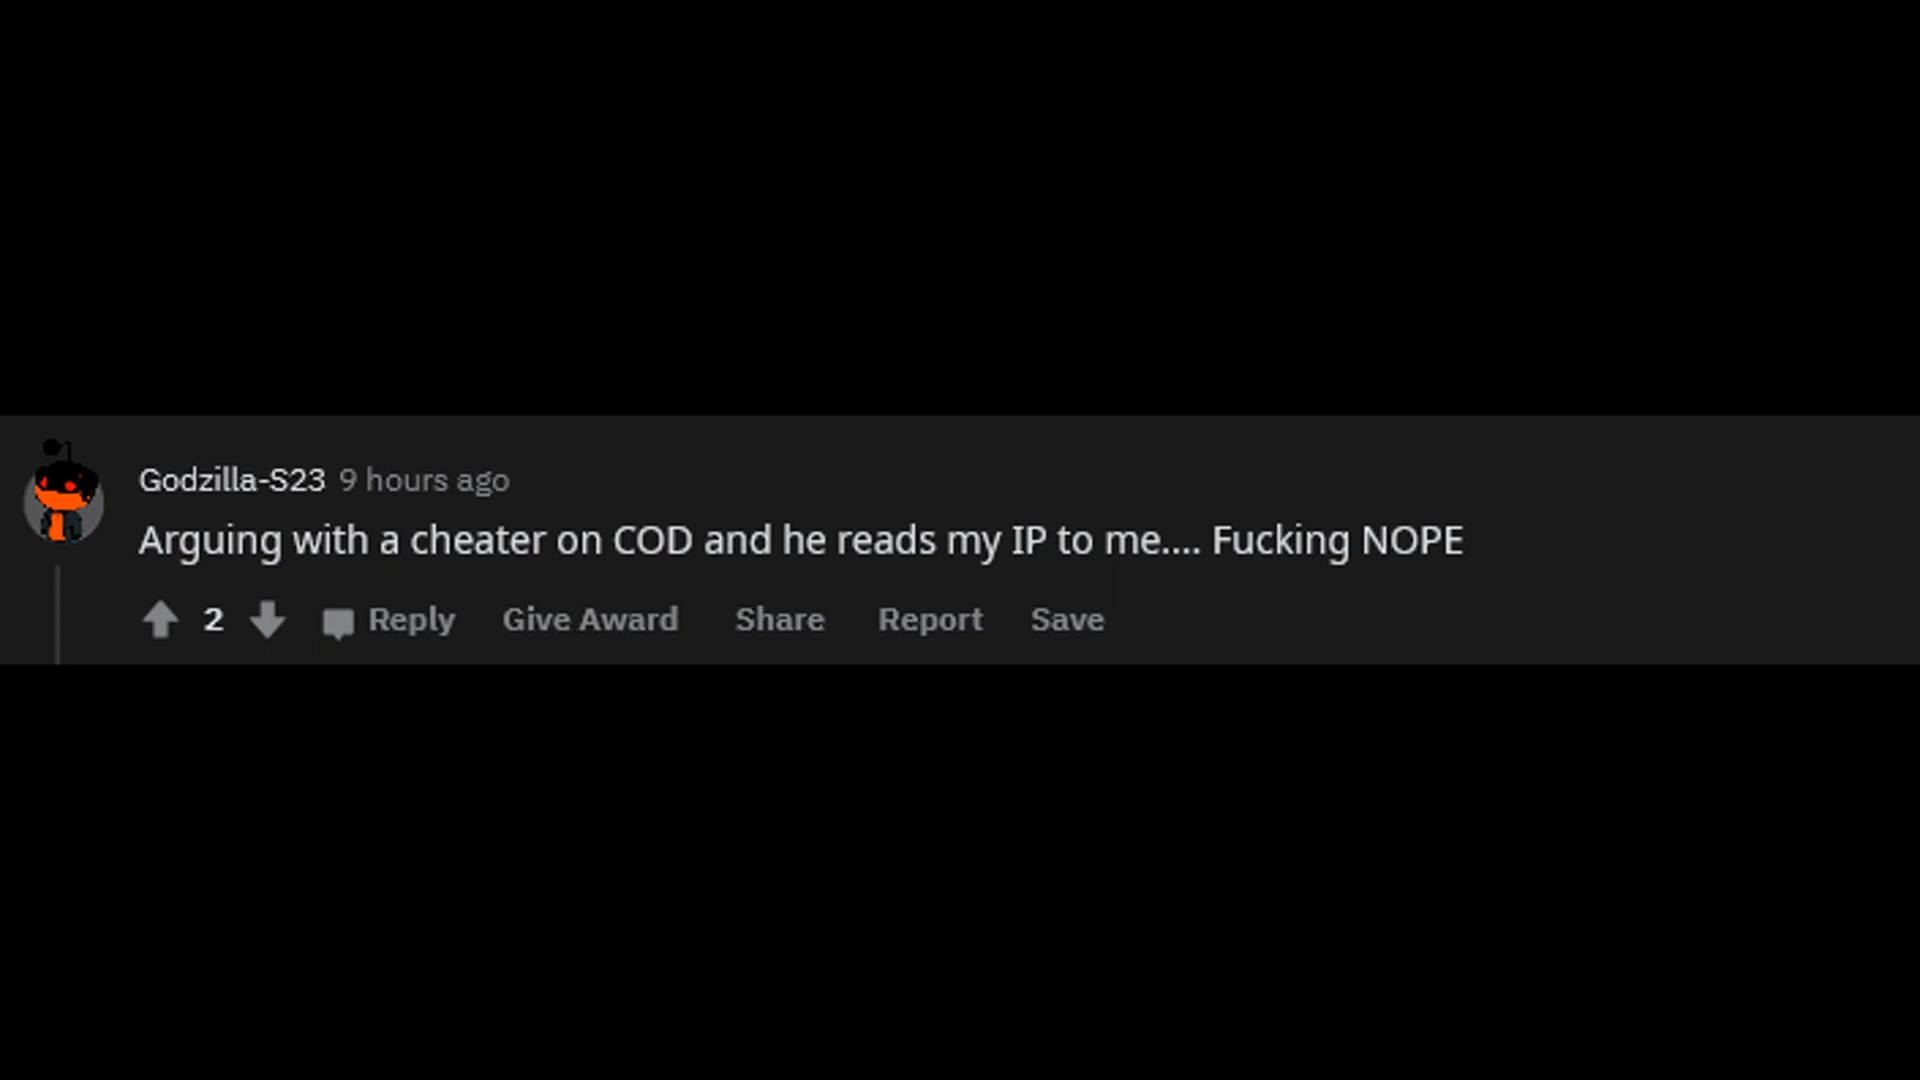 Godzilla-S23 9 hours ago
Arguing with a cheater on COD and he reads my IP to me.... Fucking NOPE
2 Reply Give Award Share Report Save